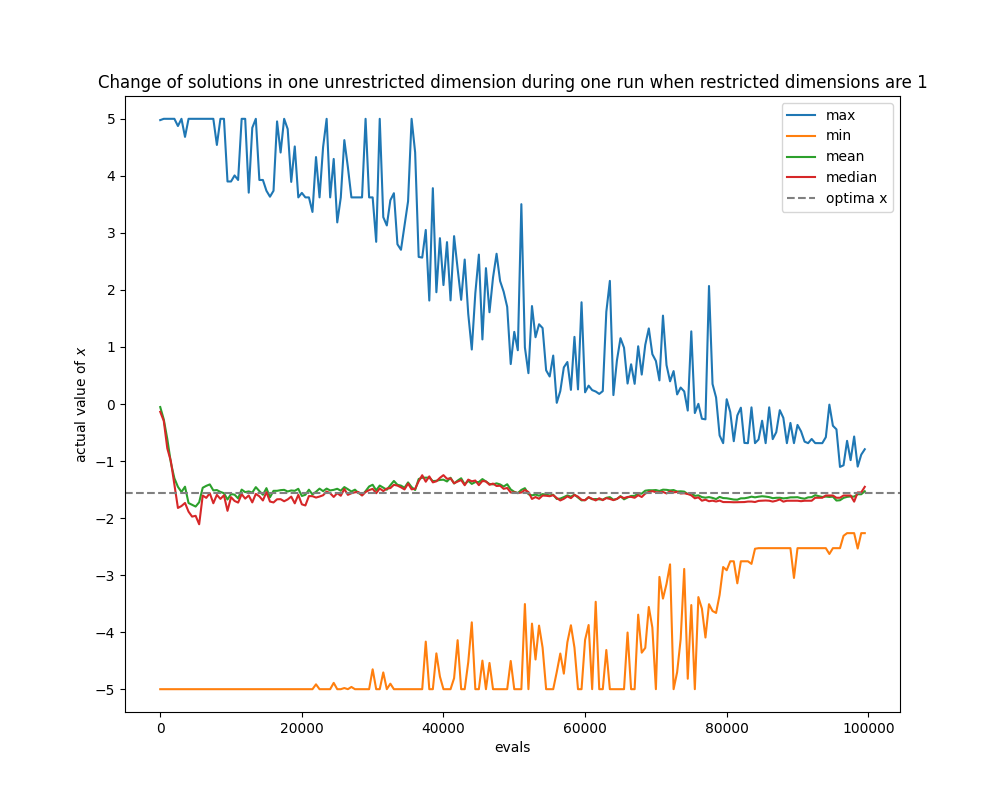 Change of solutions in one unrestricted dimension during one run when restricted dimensions are 1
max
min
mean
median
optima x
5
4
3
2
1
0
−1
−2
−3
−4
−5
actual value of x
0 20000 40000 60000 80000 100000
evals